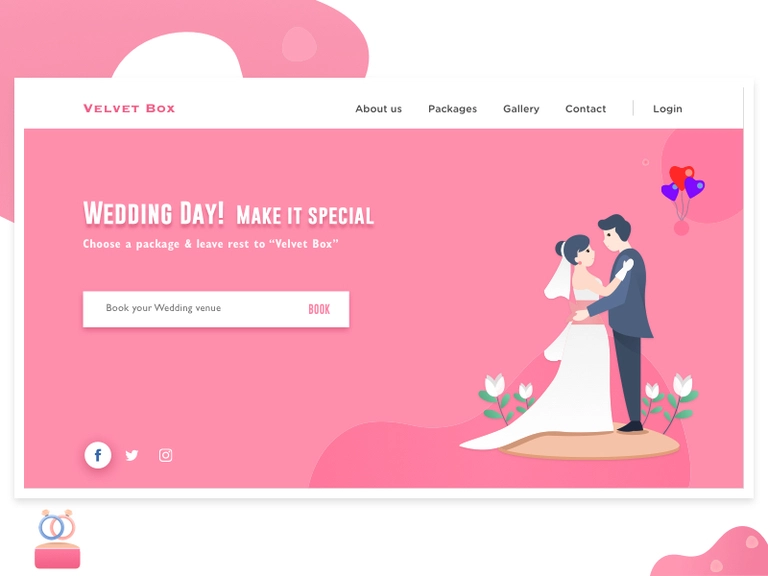 Velvet Box
About us Packages Gallery Contact Login
Wedding Day! Make it special
Choose a package & leave rest to “Velvet Box”
Book your Wedding venue BOOK
f